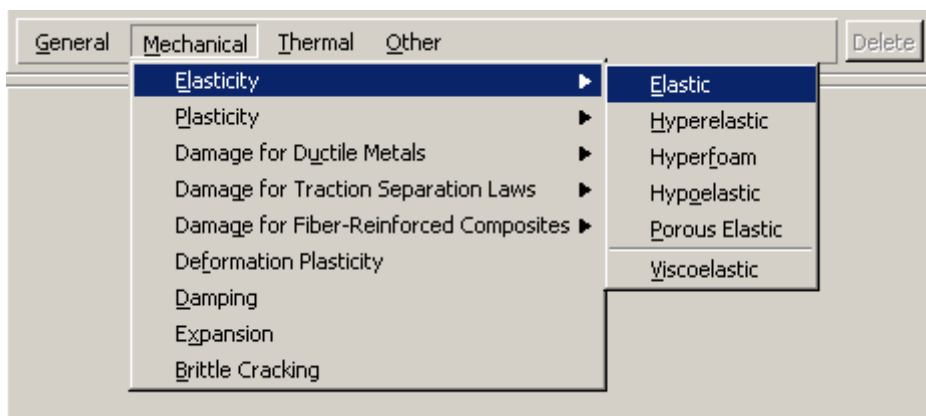 General Mechanical Thermal Other Delete
Elasticity
Plasticity
Damage for Ductile Metals
Damage for Traction Separation Laws
Damage for Fiber-Reinforced Composites
Deformation Plasticity
Damping
Expansion
Brittle Cracking
Elastic
Hyperelastic
Hyperfoam
Hypoelastic
Porous Elastic
Viscoelastic